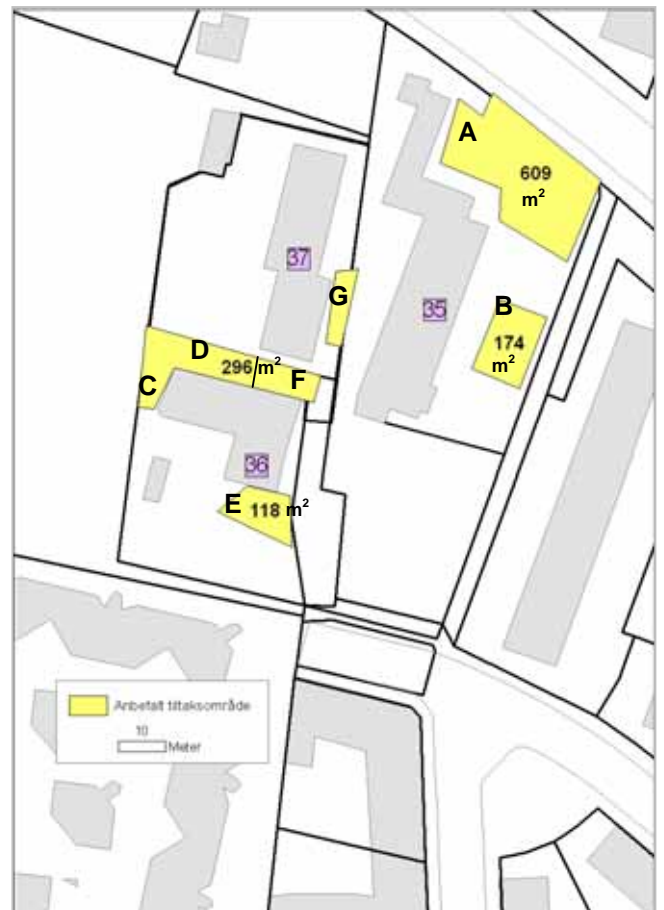 A
609
m²
37
G
35
B
174
m²
D
296/m²
F
C
36
E 118 m²
Anbefalt tiltaksområde
10
Meter